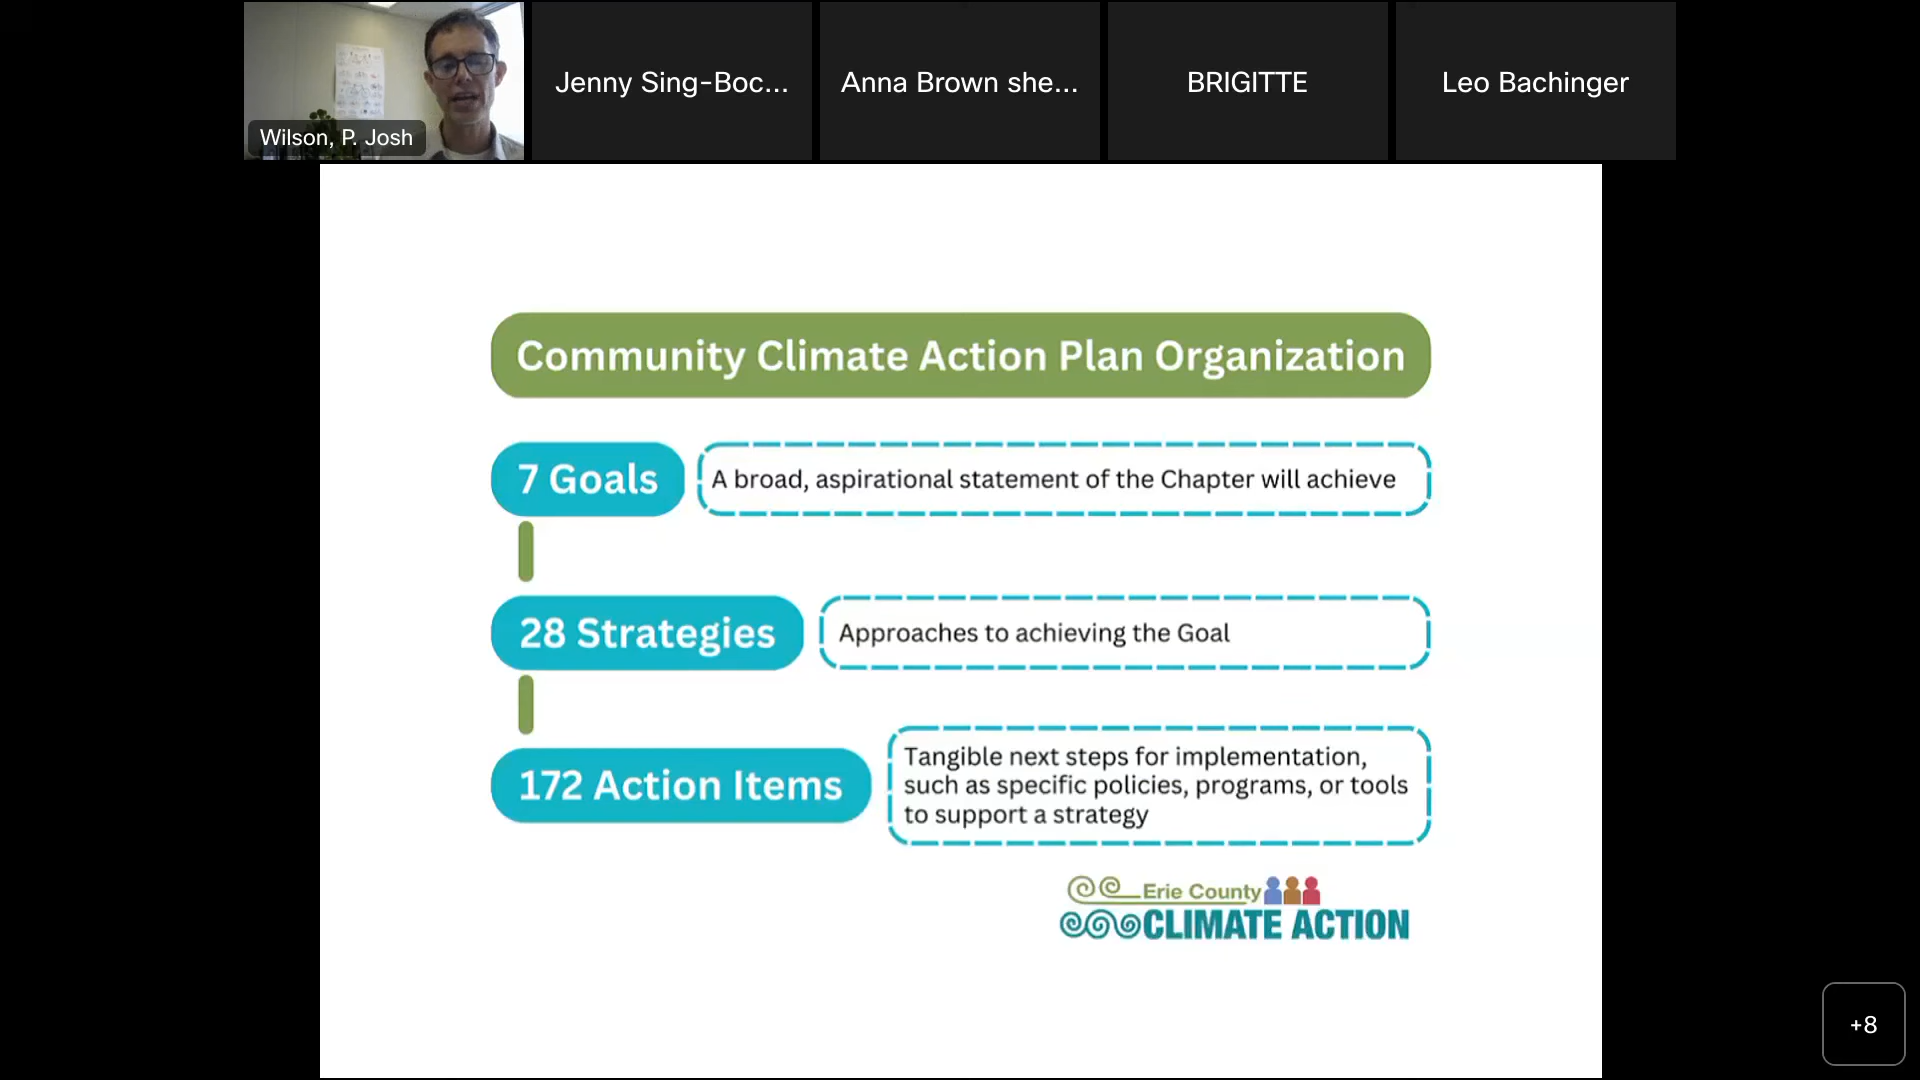 Wilson, P. Josh
Jenny Sing-Boc...
Anna Brown she...
BRIGITTE
Leo Bachinger
Community Climate Action Plan Organization
7 Goals
A broad, aspirational statement of the Chapter will achieve
28 Strategies
Approaches to achieving the Goal
172 Action Items
Tangible next steps for implementation,
such as specific policies, programs, or tools
to support a strategy
Erie County
CLIMATE ACTION
+8